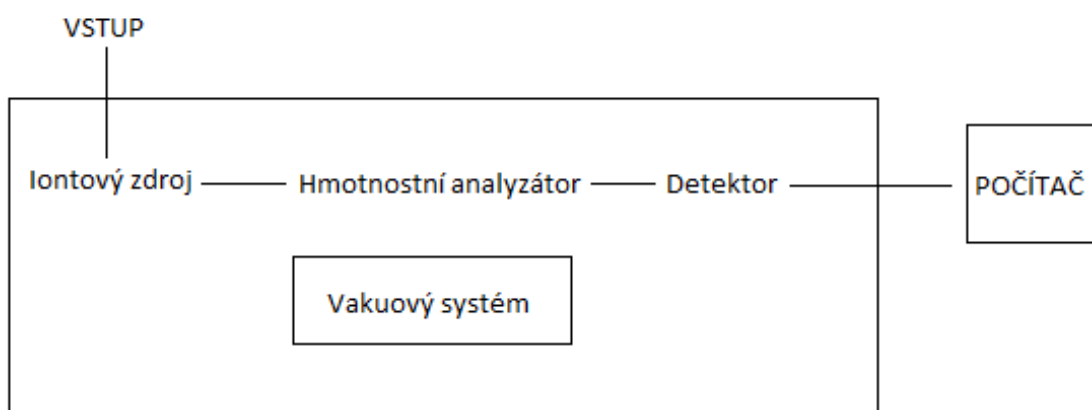 VSTUP
Iontový zdroj
Hmotnostní analyzátor
Detektor
POČÍTAČ
Vakuový systém